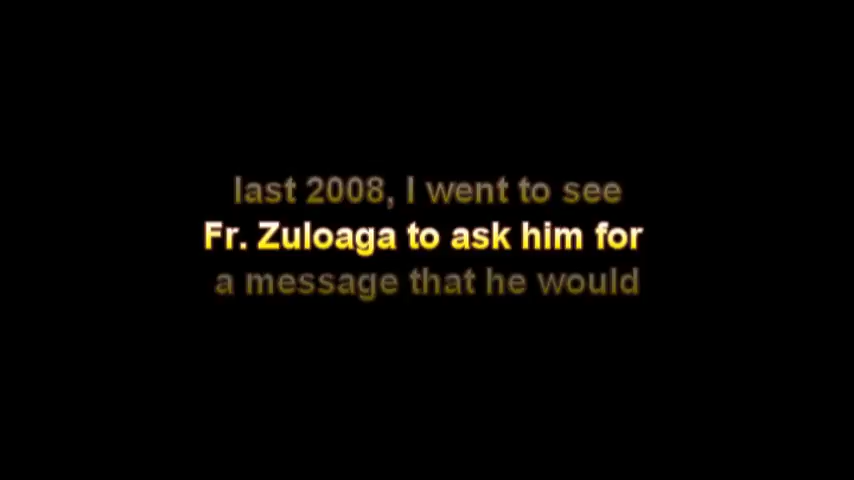 last 2008, I went to see
Fr. Zuloaga to ask him for
a message that he would